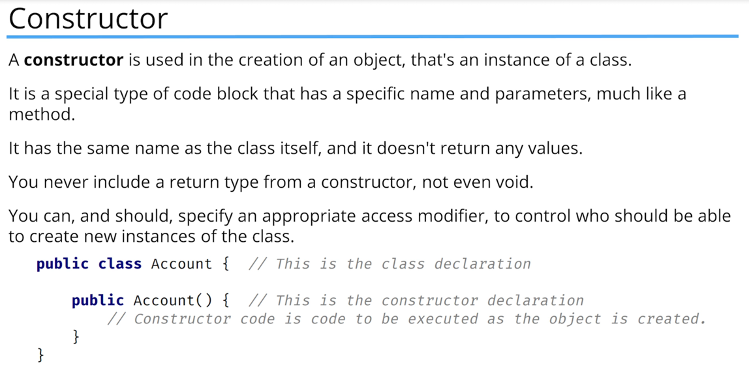 Constructor
A constructor is used in the creation of an object, that's an instance of a class.
It is a special type of code block that has a specific name and parameters, much like a
method.
It has the same name as the class itself, and it doesn't return any values.
You never include a return type from a constructor, not even void.
You can, and should, specify an appropriate access modifier, to control who should be able
to create new instances of the class.
public class Account {  // This is the class declaration
    public Account() {  // This is the constructor declaration
        // Constructor code is code to be executed as the object is created.
    }
}